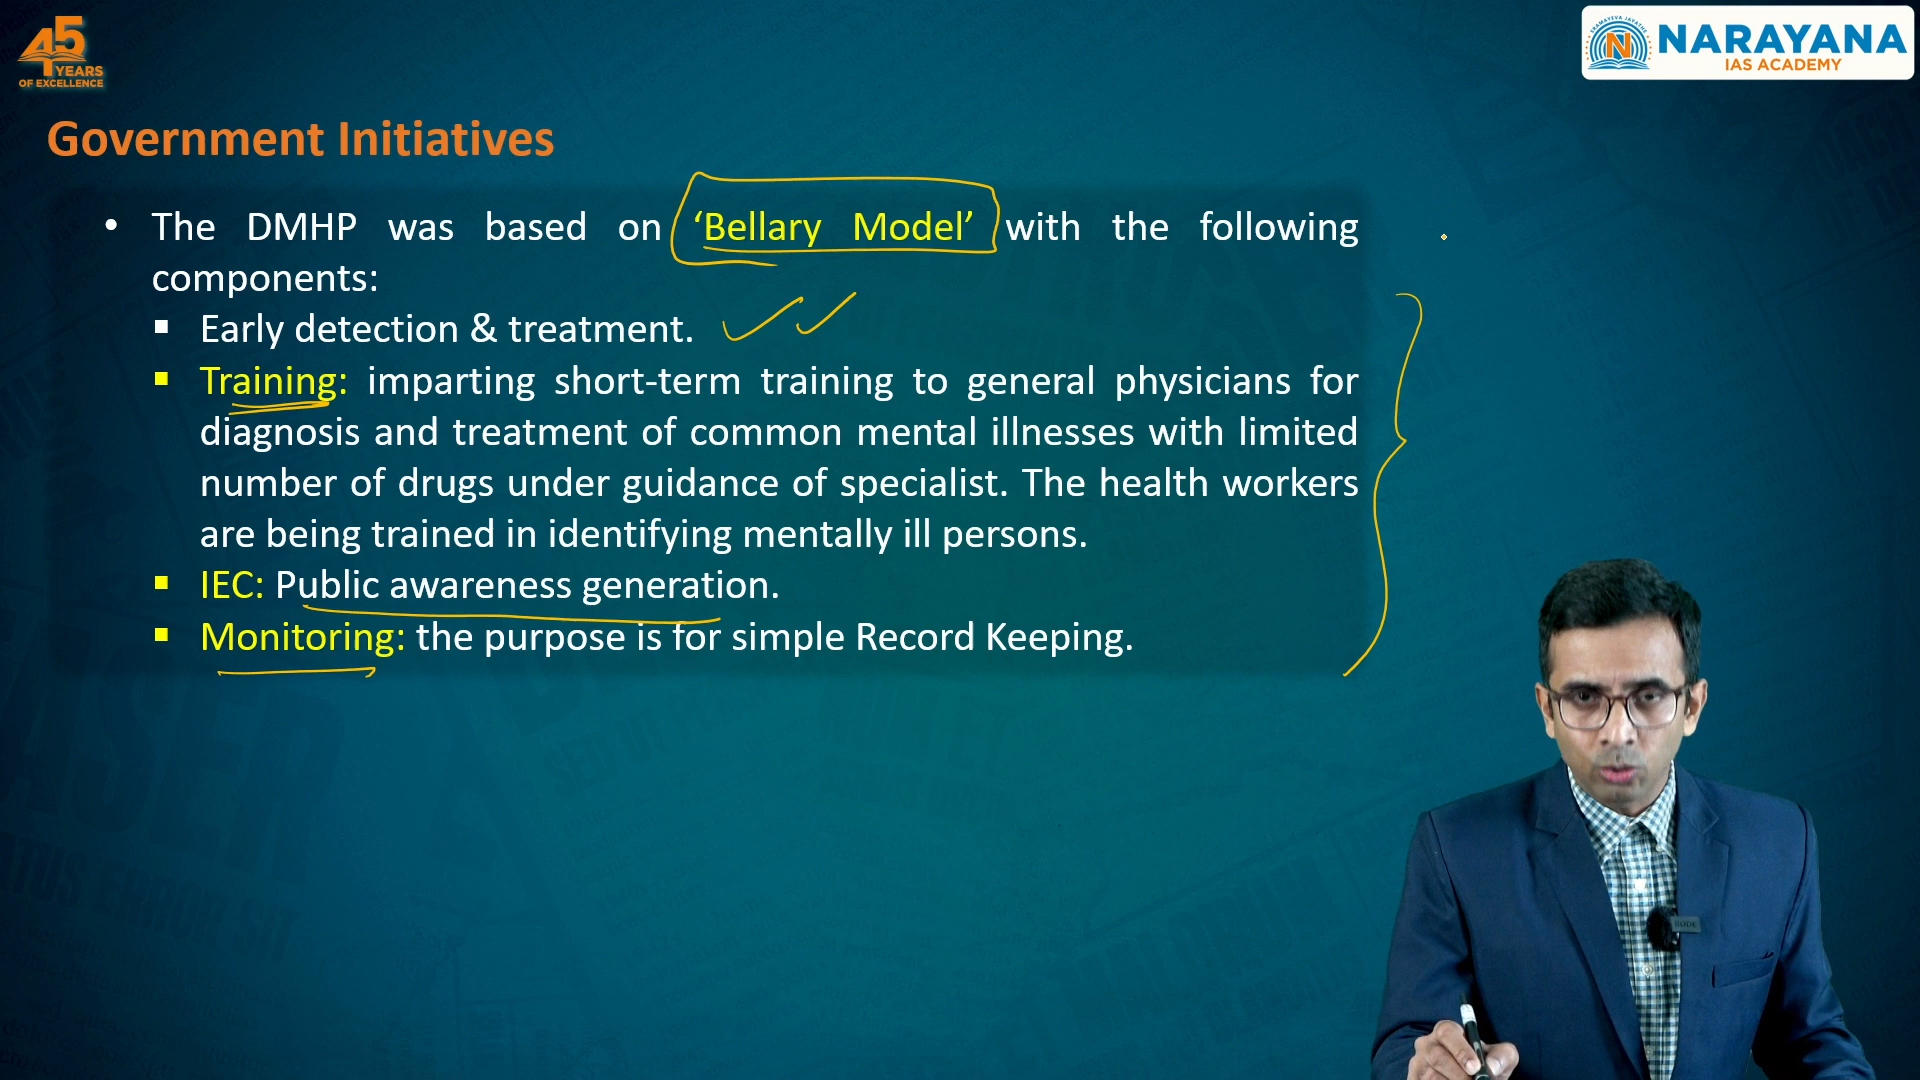 45
YEARS
OF EXCELLENCE
NARAYANA
IAS ACADEMY
Government Initiatives
• The DMHP was based on ‘Bellary Model’ with the following
components:
▪ Early detection & treatment.
▪ Training: imparting short-term training to general physicians for
diagnosis and treatment of common mental illnesses with limited
number of drugs under guidance of specialist. The health workers
are being trained in identifying mentally ill persons.
▪ IEC: Public awareness generation.
▪ Monitoring: the purpose is for simple Record Keeping.
RODE